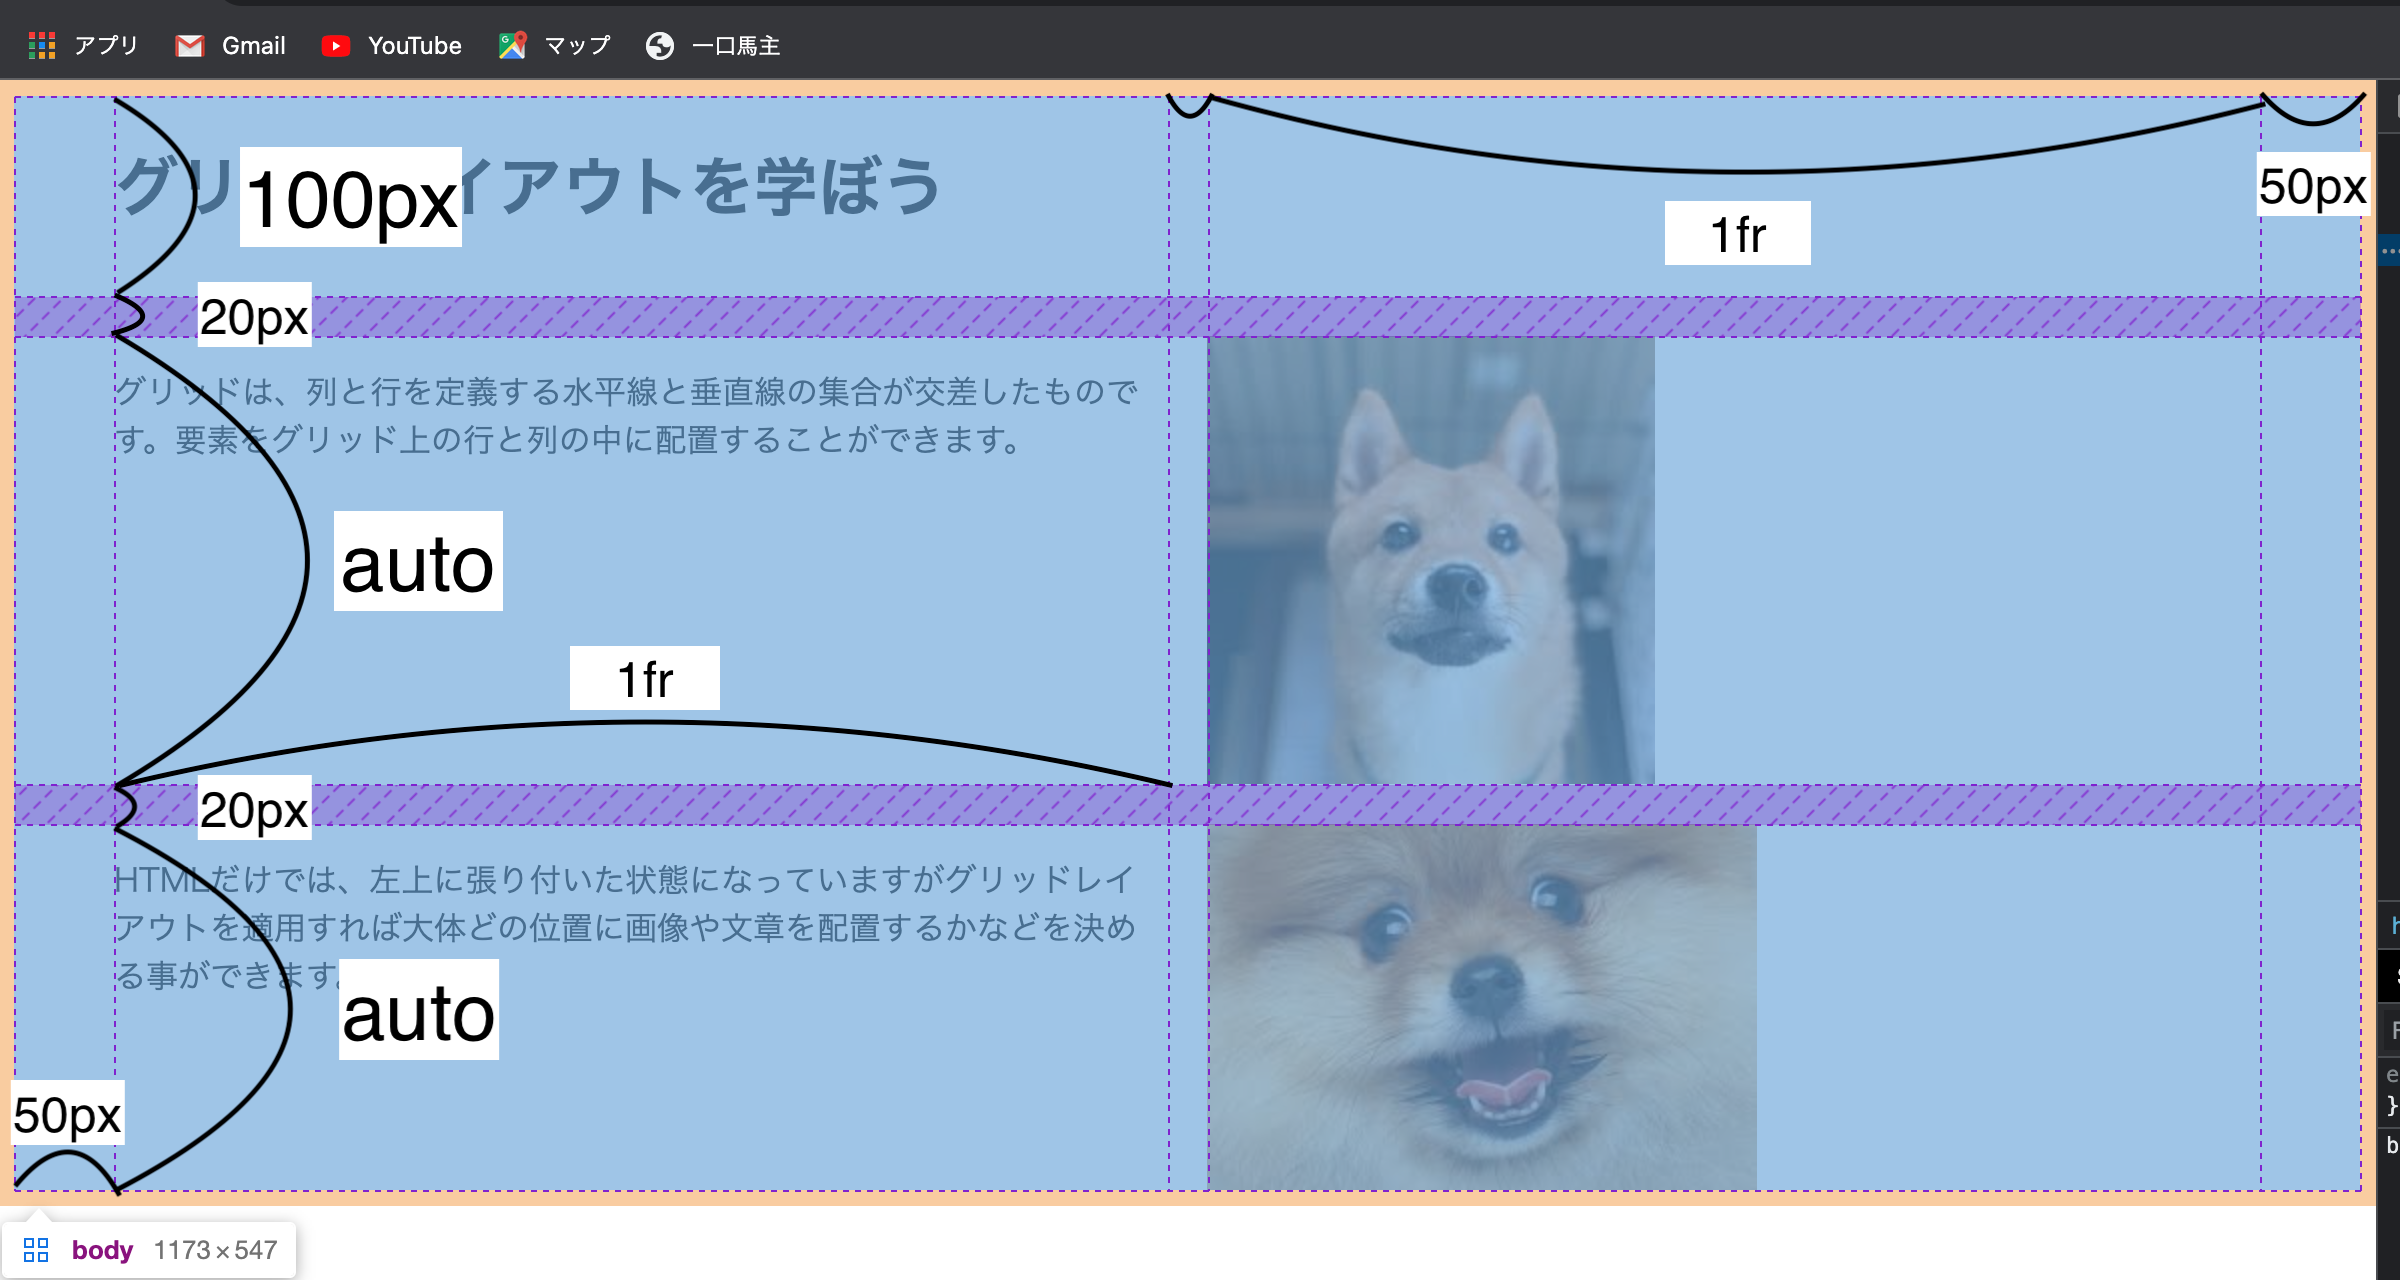 アプリ Gmail YouTube マップ 一口馬主
グリ
100px
イアウトを学ぼう
1fr
50px
20px
グリッドは、列と行を定義する水平線と垂直線の集合が交差したもので
す。要素をグリッド上の行と列の中に配置することができます。
auto
1fr
20px
HTMLだけでは、左上に張り付いた状態になっていますがグリッドレイ
アウトを適用すれば大体どの位置に画像や文章を配置するかなどを決め
る事ができます
auto
50px
body 1173×547